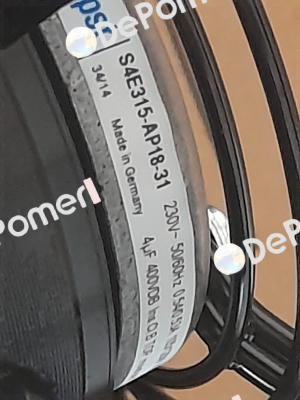 S4E315-AP18-31
34/14
Made in Germany
230V~ 50/60Hz
4µF 400VDB
DePomer
DePomer
DePomer